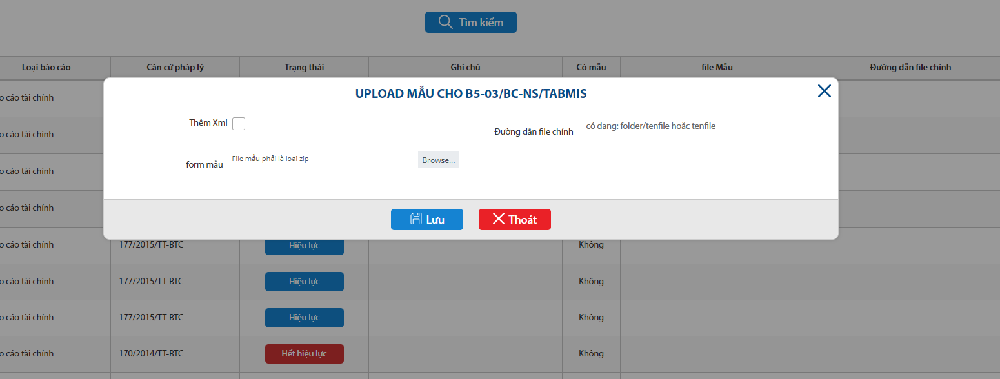 Tìm kiếm
Loại báo cáo Căn cứ pháp lý Trạng thái Ghi chú Có mẫu file Mẫu Đường dẫn file chính
o cáo tài chính
UPLOAD MẪU CHO B5-03/BC-NS/TABMIS
Thêm Xml
Đường dẫn file chính có dang: folder/tenfile hoăc tenfile
form mẫu File mẫu phải là loại zip Browse...
o cáo tài chính
o cáo tài chính
o cáo tài chính
Lưu Thoát
o cáo tài chính 177/2015/TT-BTC Hiệu lực Không
o cáo tài chính 177/2015/TT-BTC Hiệu lực Không
o cáo tài chính 177/2015/TT-BTC Hiệu lực Không
o cáo tài chính 170/2014/TT-BTC Hết hiệu lực Không